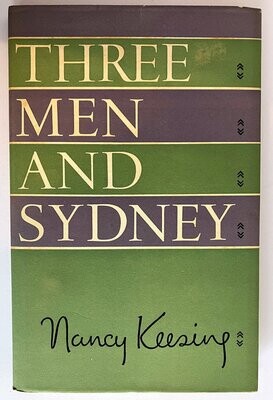 THREE
MEN
AND
SYDNEY
Nancy Keesing